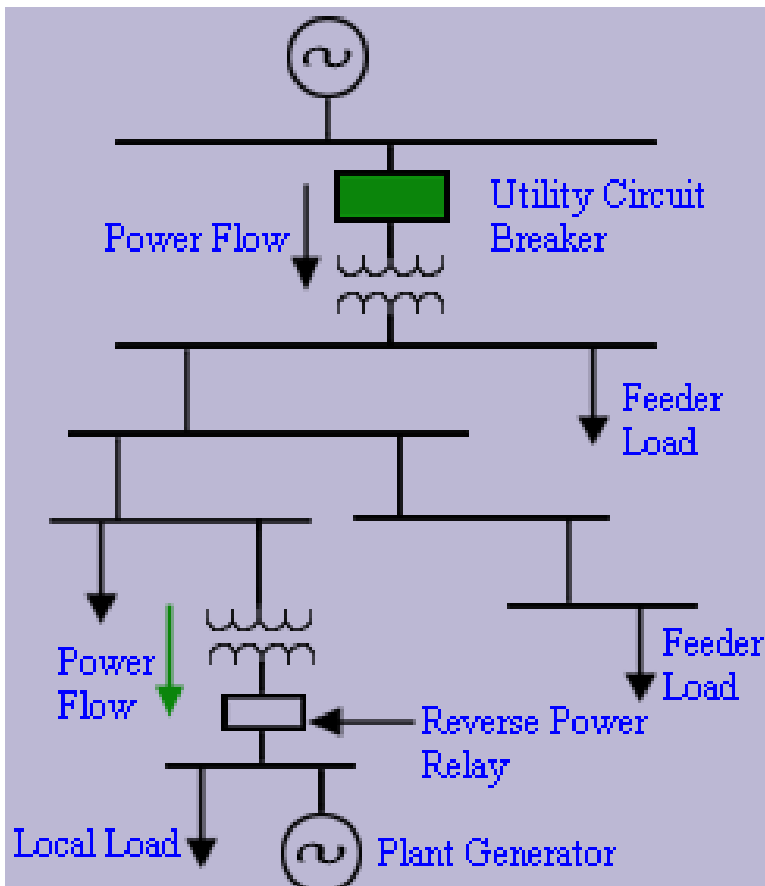 Utility Circuit
Breaker
Power Flow
Feeder
Load
Power
Flow
Feeder
Load
Reverse Power
Relay
Local Load
Plant Generator